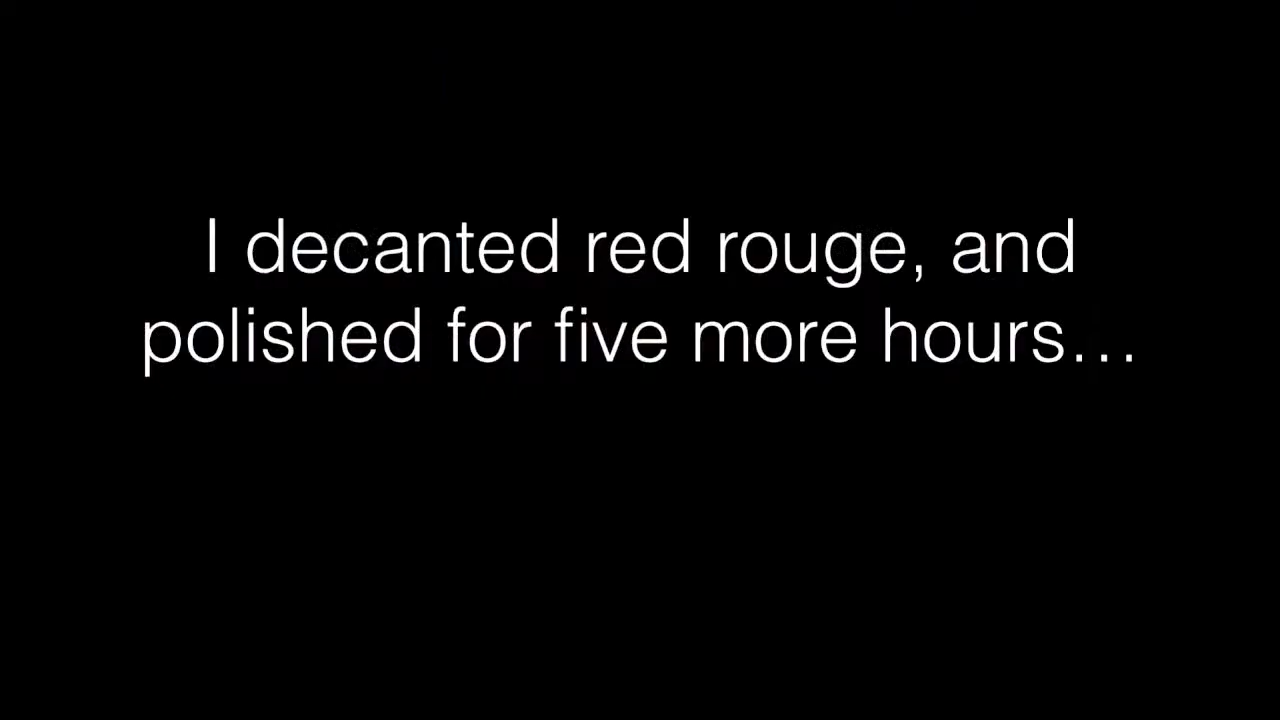 I decanted red rouge, and
polished for five more hours…